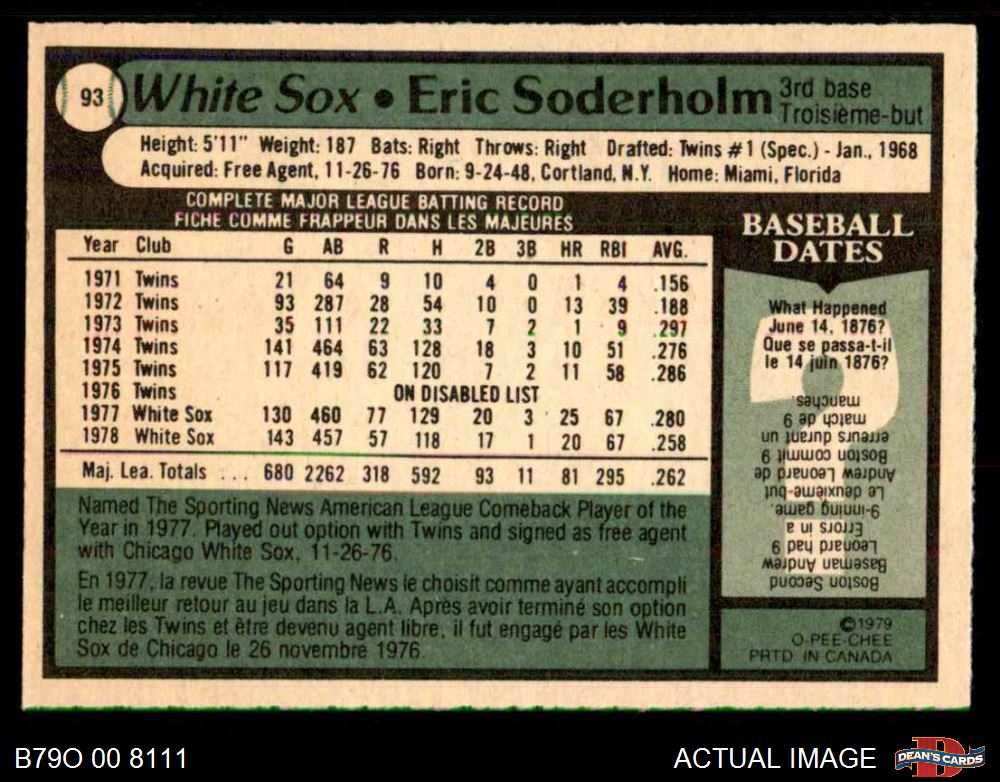 93 White Sox • Eric Soderholm 3rd base
Troisième-but
Height: 5'11" Weight: 187 Bats: Right Throws: Right Drafted: Twins #1 (Spec.) - Jan., 1968
Acquired: Free Agent, 11-26-76 Born: 9-24-48, Cortland, N.Y. Home: Miami, Florida
COMPLETE MAJOR LEAGUE BATTING RECORD
FICHE COMME FRAPPEUR DANS LES MAJEURES
Year Club G AB R H 2B 3B HR RBI AVG.
1971 Twins 21 64 9 10 4 0 1 4 .156
1972 Twins 93 287 28 54 10 0 13 39 .188
1973 Twins 35 111 22 33 7 2 1 9 .297
1974 Twins 141 464 63 128 18 3 10 51 .276
1975 Twins 117 419 62 120 7 2 11 58 .286
1976 Twins ON DISABLED LIST
1977 White Sox 130 460 77 129 20 3 25 67 .280
1978 White Sox 143 457 57 118 17 1 20 67 .258
Maj. Lea. Totals ... 680 2262 318 592 93 11 81 295 .262
Named The Sporting News American League Comeback Player of the
Year in 1977. Played out option with Twins and signed as free agent
with Chicago White Sox, 11-26-76.
En 1977, la revue The Sporting News le choisit comme ayant accompli
le meilleur retour au jeu dans la L.A. Après avoir terminé son option
chez les Twins et être devenu agent libre, il fut engagé par les White
Sox de Chicago le 26 novembre 1976.
BASEBALL
DATES
What Happened
June 14, 1876?
Que se passa-t-il
le 14 juin 1876?
Boston Second
Baseman Andrew
Leonard had 9
Errors in a
9-inning game.
Le deuxième-but
Andrew Leonard de
Boston commit 9
erreurs durant un
match de 9
manches.
©1979
O-PEE-CHEE
PRTD IN CANADA
B79O 00 8111
ACTUAL IMAGE
D
DEAN'S CARDS